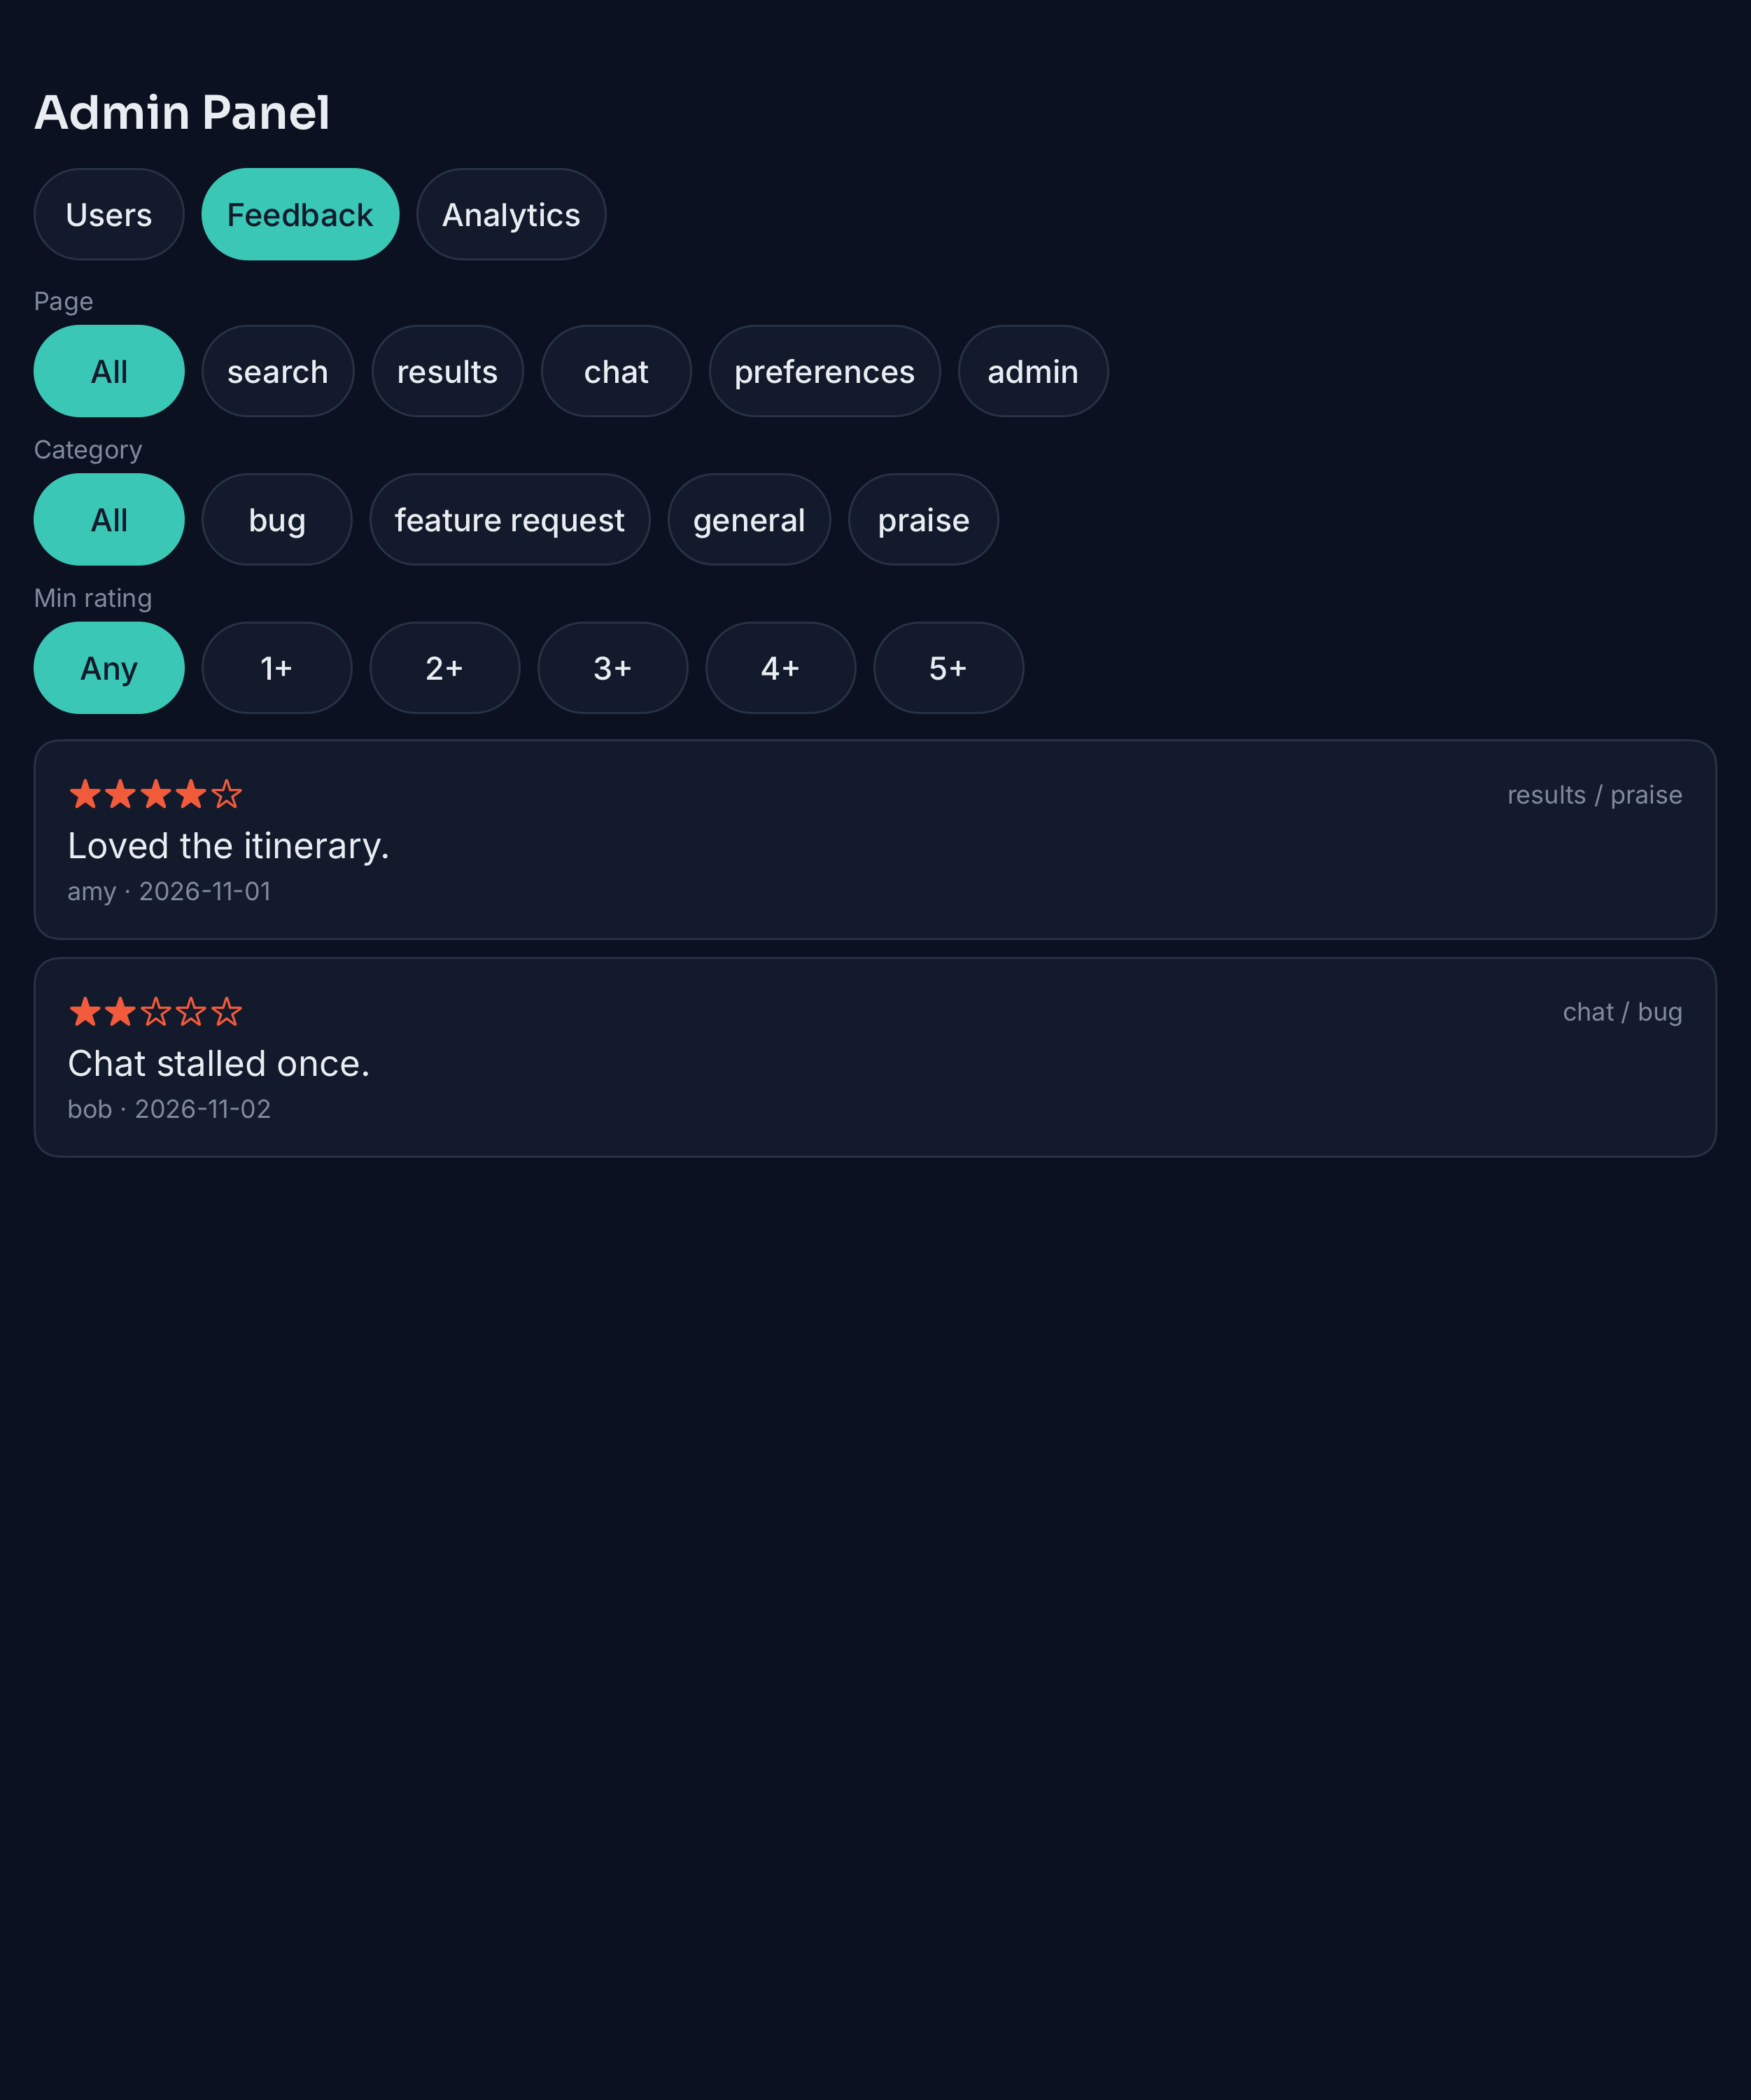 Admin Panel
Users Feedback Analytics
Page
All search results chat preferences admin
Category
All bug feature request general praise
Min rating
Any 1+ 2+ 3+ 4+ 5+
★★★★☆ results / praise
Loved the itinerary.
amy · 2026-11-01
★★☆☆☆ chat / bug
Chat stalled once.
bob · 2026-11-02